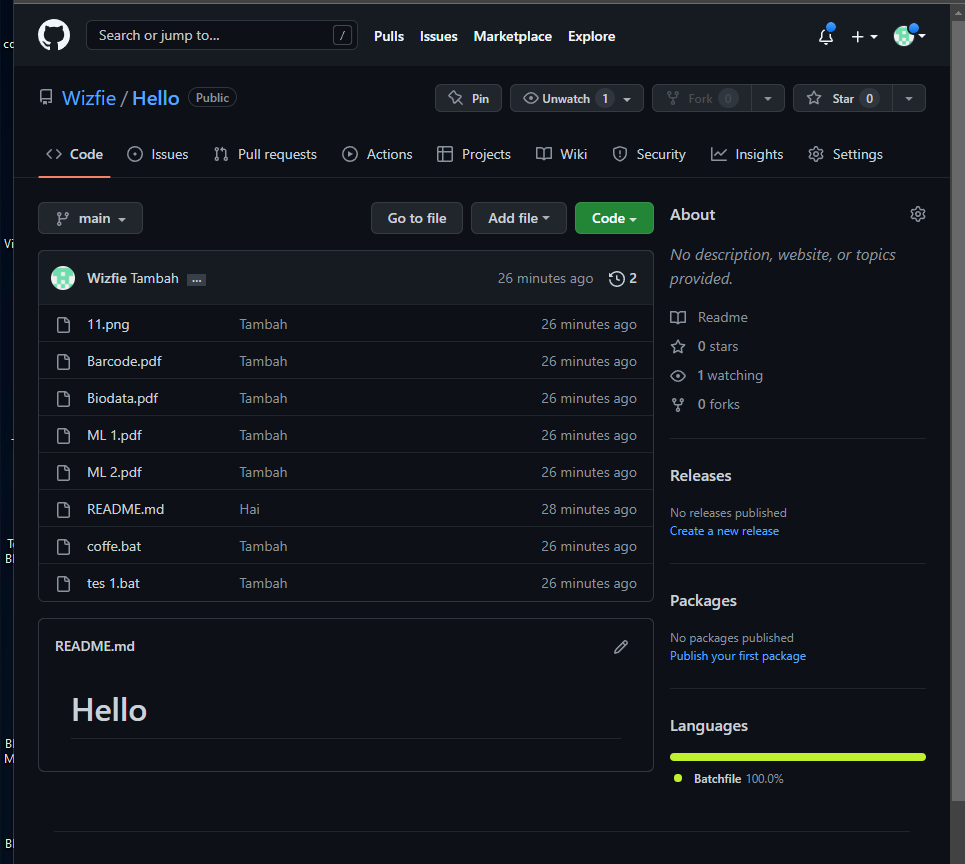 Search or jump to... /
Pulls Issues Marketplace Explore
Wizfie / Hello Public
Pin Unwatch 1 Fork 0 Star 0
Code Issues Pull requests Actions Projects Wiki Security Insights Settings
main Go to file Add file Code
Wizfie Tambah ... 26 minutes ago 2
11.png Tambah 26 minutes ago
Barcode.pdf Tambah 26 minutes ago
Biodata.pdf Tambah 26 minutes ago
ML 1.pdf Tambah 26 minutes ago
ML 2.pdf Tambah 26 minutes ago
README.md Hai 28 minutes ago
coffe.bat Tambah 26 minutes ago
tes 1.bat Tambah 26 minutes ago
README.md
Hello
About
No description, website, or topics
provided.
Readme
0 stars
1 watching
0 forks
Releases
No releases published
Create a new release
Packages
No packages published
Publish your first package
Languages
Batchfile 100.0%